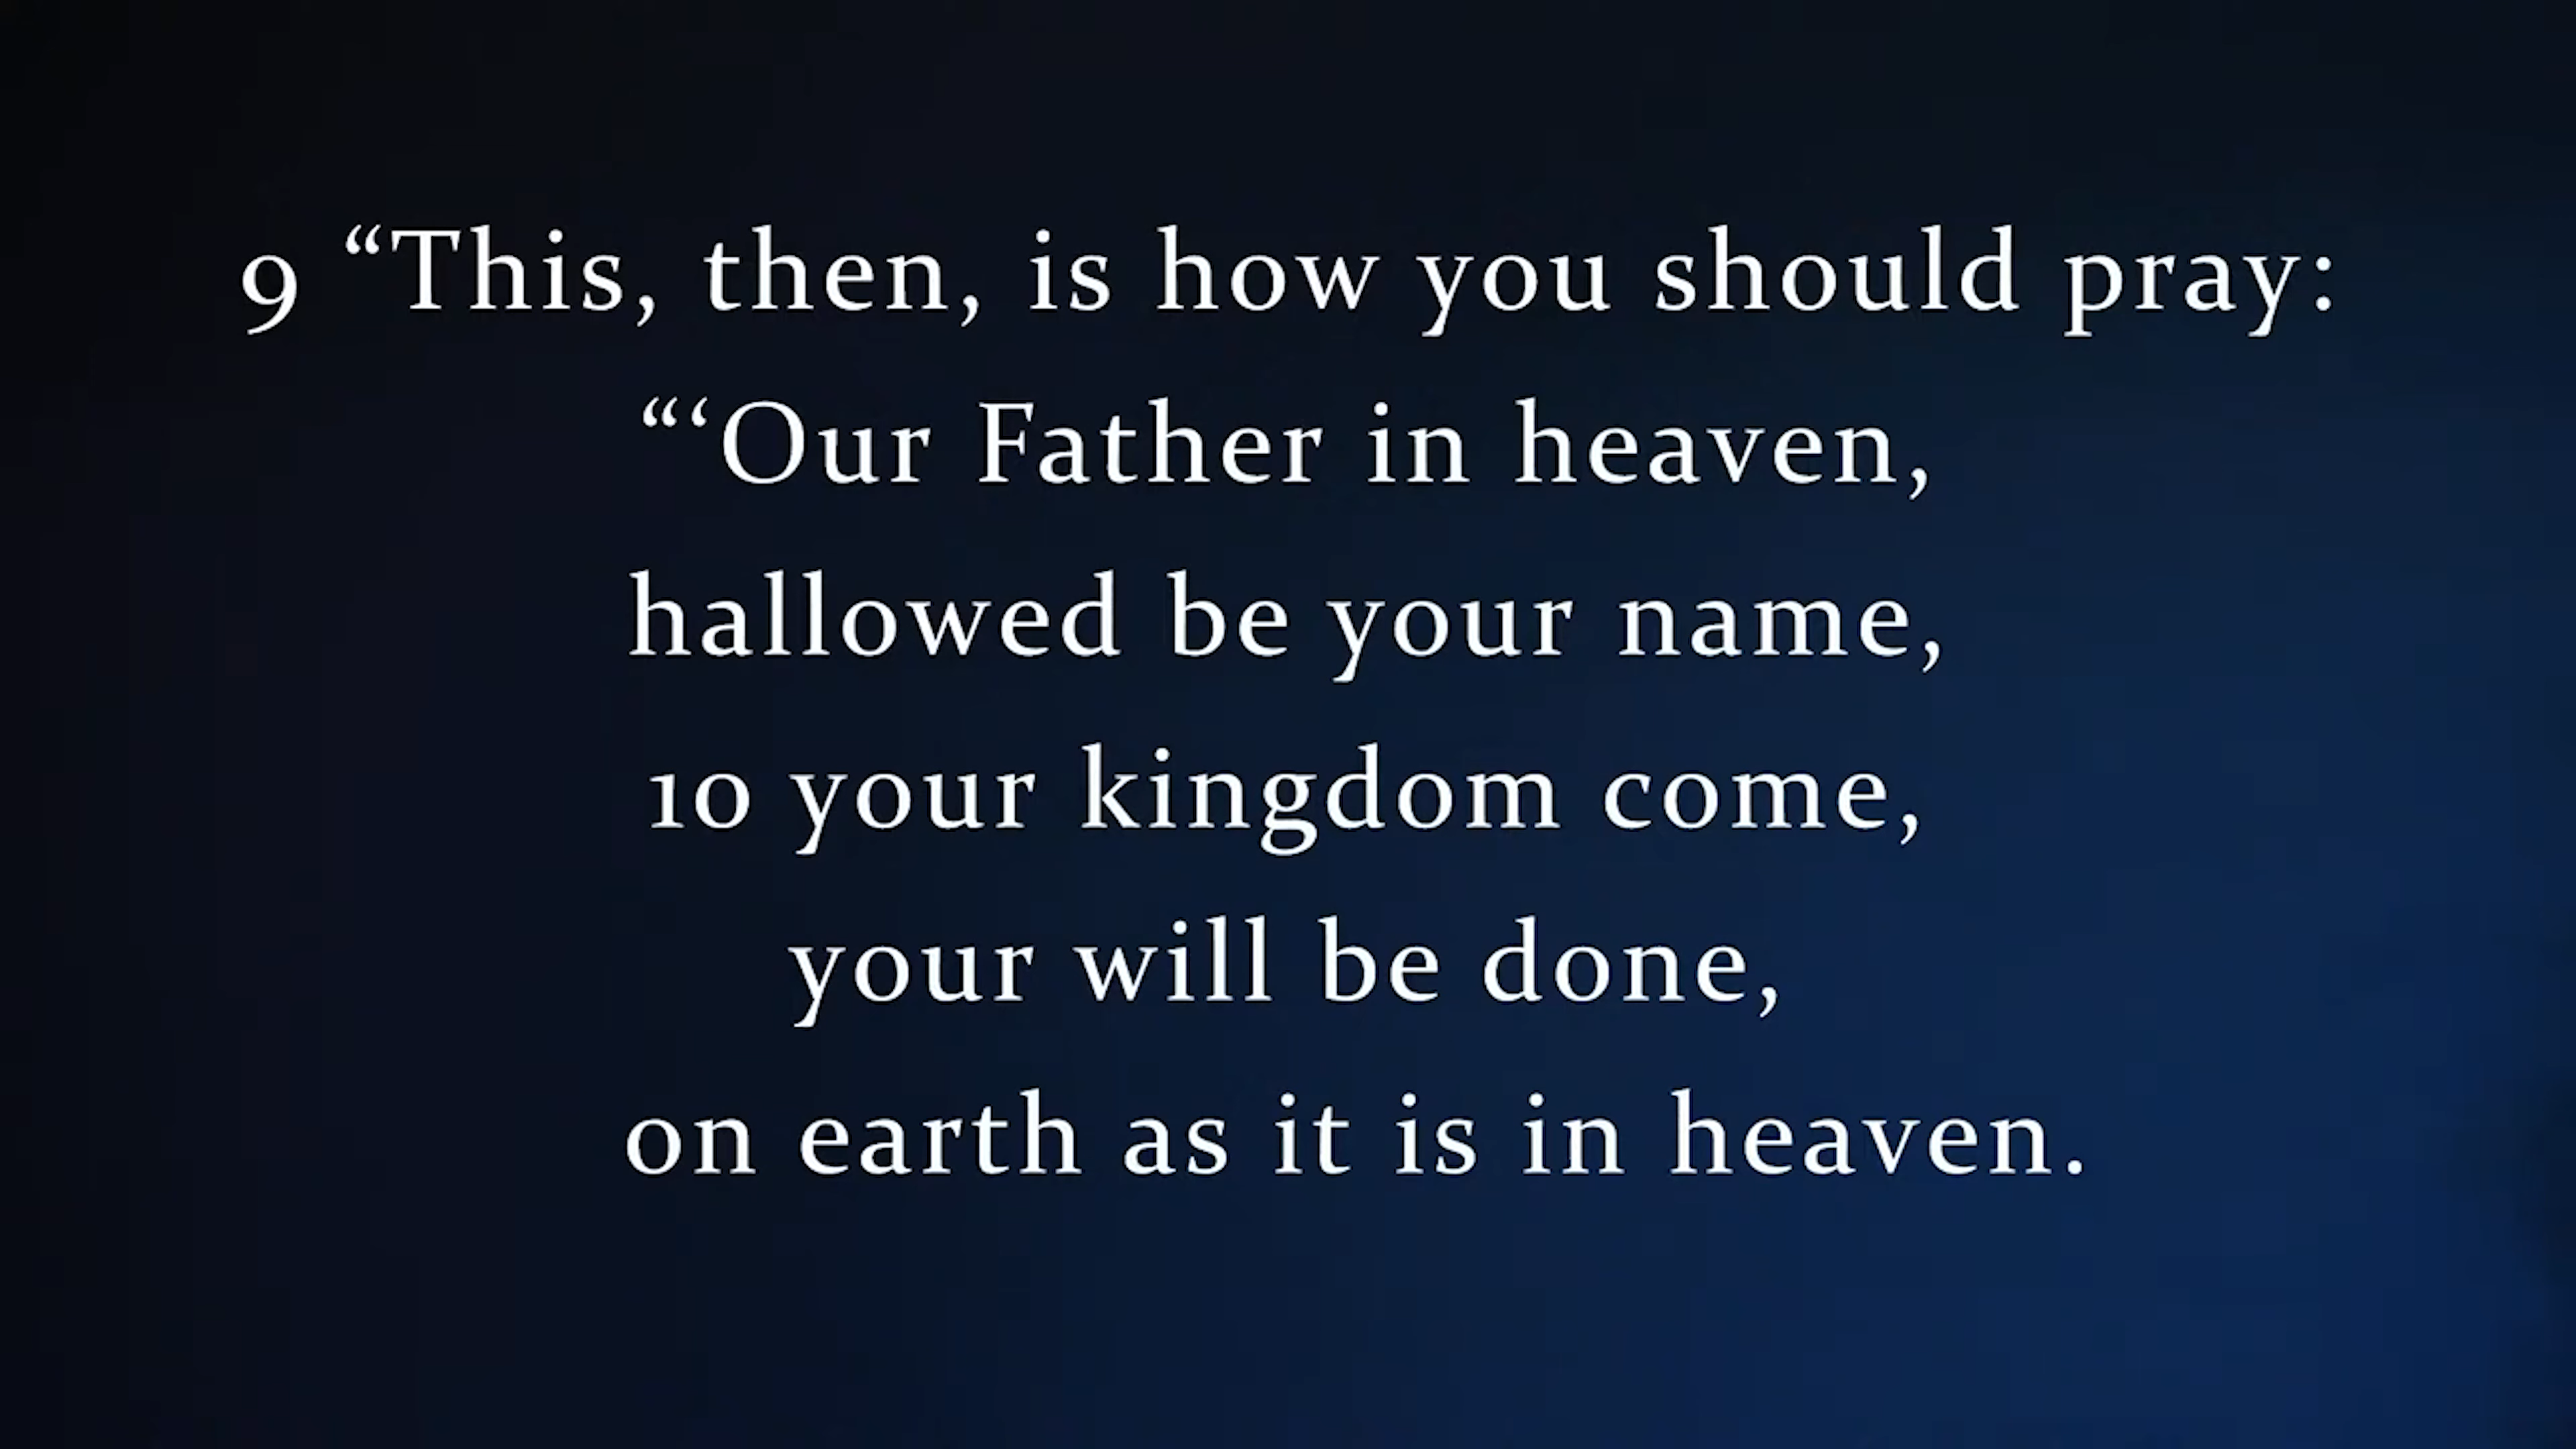 9 “This, then, is how you should pray:
“‘Our Father in heaven,
hallowed be your name,
10 your kingdom come,
your will be done,
on earth as it is in heaven.